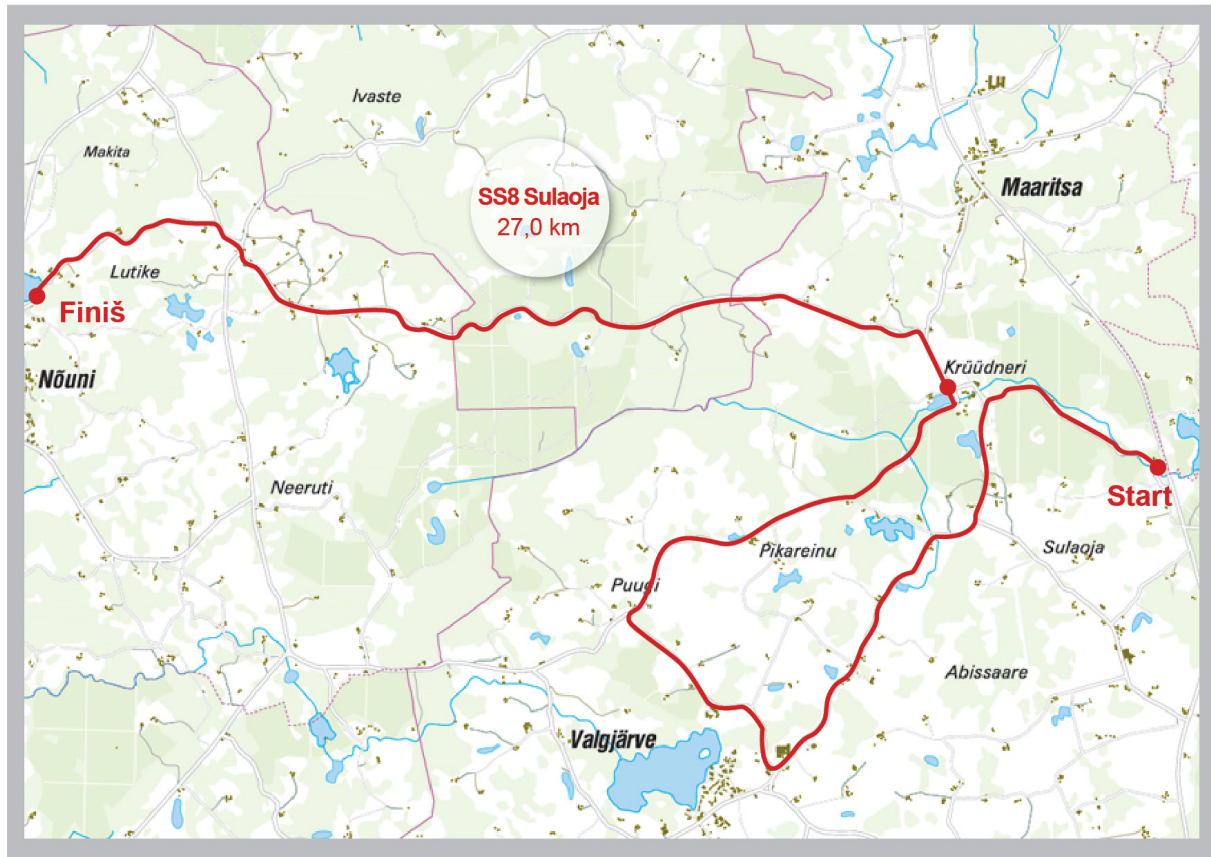 Ivaste
LH
Makita
SS8 Sulaoja
27,0 km
Maaritsa
Lutike
Finiš
Krüüdneri
Nõuni
Neeruti
Start
Pikareinu
Sulaoja
Puugi
Abissaare
Valgjärve